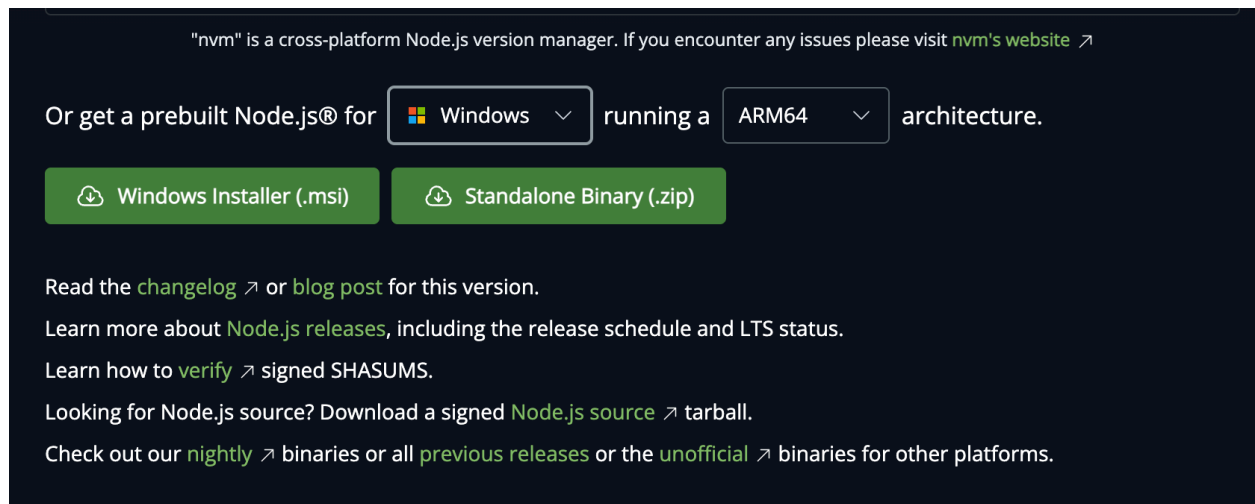 "nvm" is a cross-platform Node.js version manager. If you encounter any issues please visit nvm's website ↗
Or get a prebuilt Node.js® for Windows running a ARM64 architecture.
Windows Installer (.msi) Standalone Binary (.zip)
Read the changelog ↗ or blog post for this version.
Learn more about Node.js releases, including the release schedule and LTS status.
Learn how to verify ↗ signed SHASUMS.
Looking for Node.js source? Download a signed Node.js source ↗ tarball.
Check out our nightly ↗ binaries or all previous releases or the unofficial ↗ binaries for other platforms.